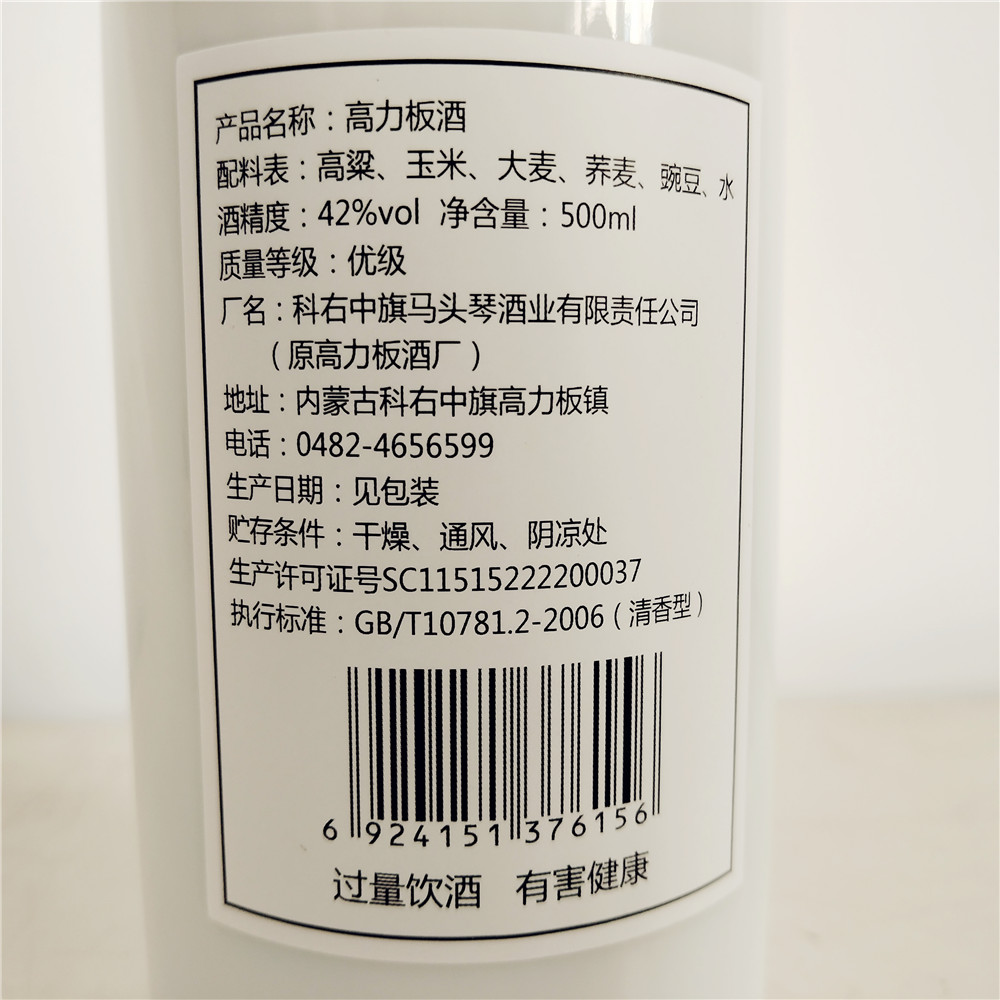 产品名称：高力板酒
配料表：高粱、玉米、大麦、荞麦、豌豆、水
酒精度：42%vol 净含量：500ml
质量等级：优级
厂名：科右中旗马头琴酒业有限责任公司
（原高力板酒厂）
地址：内蒙古科右中旗高力板镇
电话：0482-4656599
生产日期：见包装
贮存条件：干燥、通风、阴凉处
生产许可证号SC11515222200037
执行标准：GB/T10781.2-2006（清香型）
6 924151 376156
过量饮酒 有害健康